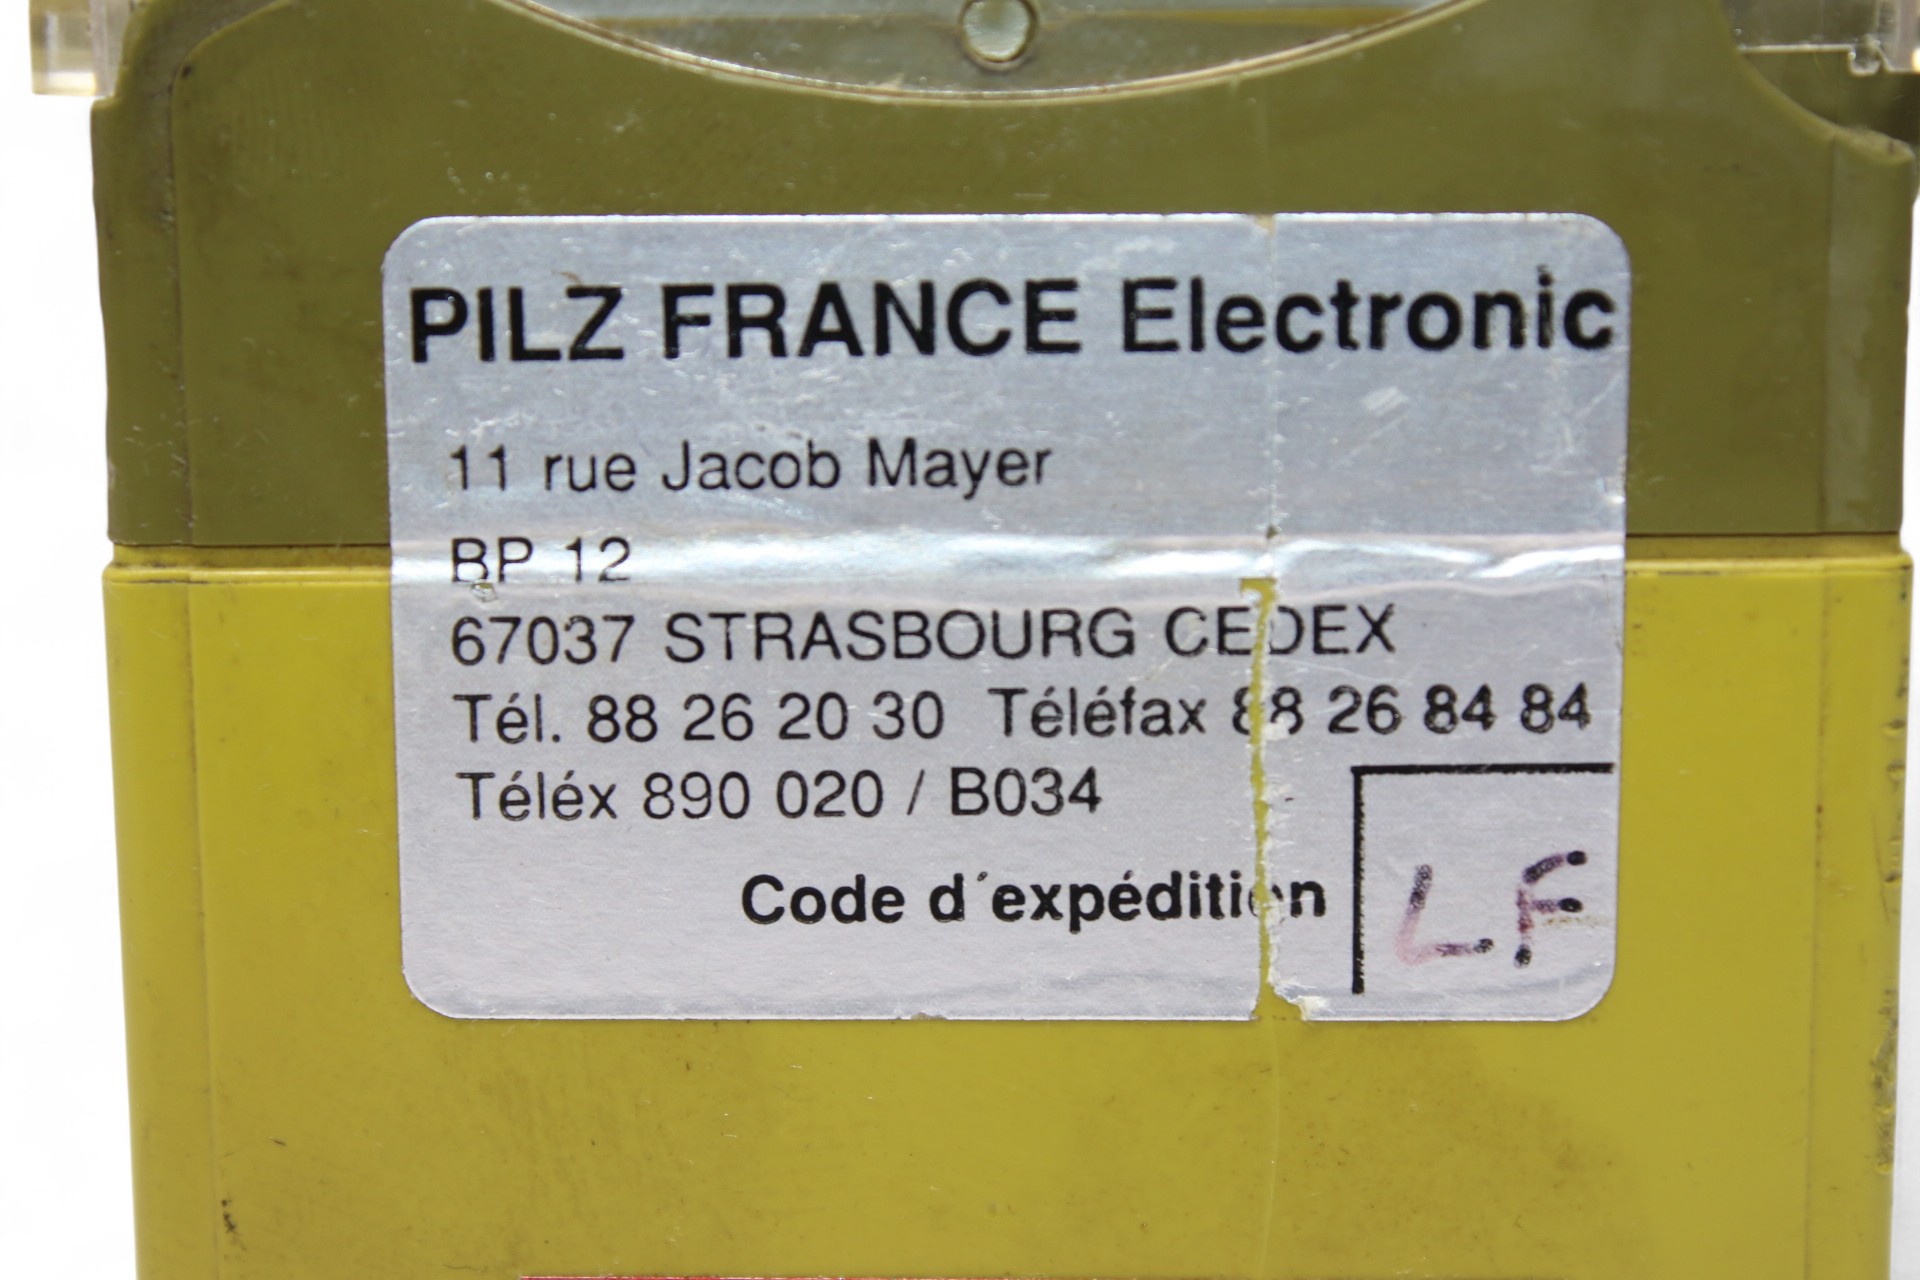 PILZ FRANCE Electronic
11 rue Jacob Mayer
BP 12
67037 STRASBOURG CEDEX
Tél. 88 26 20 30 Téléfax 88 26 84 84
Téléx 890 020 / B034
Code d´expédition LF